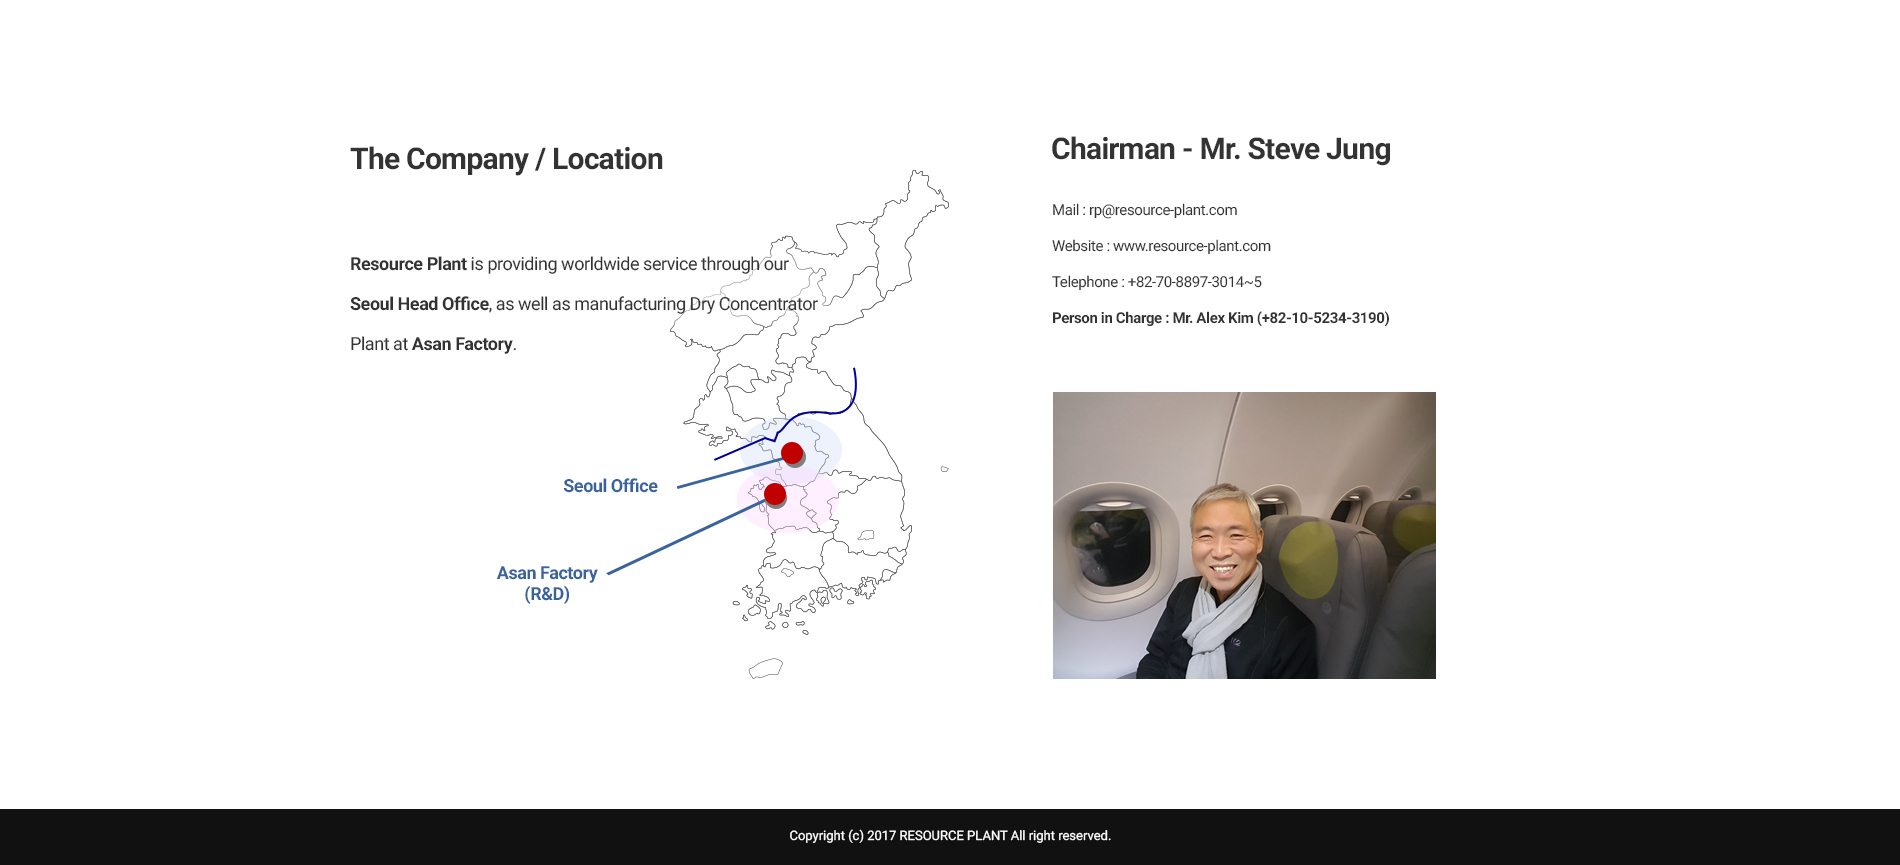 The Company / Location
Resource Plant is providing worldwide service through our
Seoul Head Office, as well as manufacturing Dry Concentrator
Plant at Asan Factory.
Seoul Office
Asan Factory
(R&D)
Chairman - Mr. Steve Jung
Mail : rp@resource-plant.com
Website : www.resource-plant.com
Telephone : +82-70-8897-3014~5
Person in Charge : Mr. Alex Kim (+82-10-5234-3190)
Copyright (c) 2017 RESOURCE PLANT All right reserved.